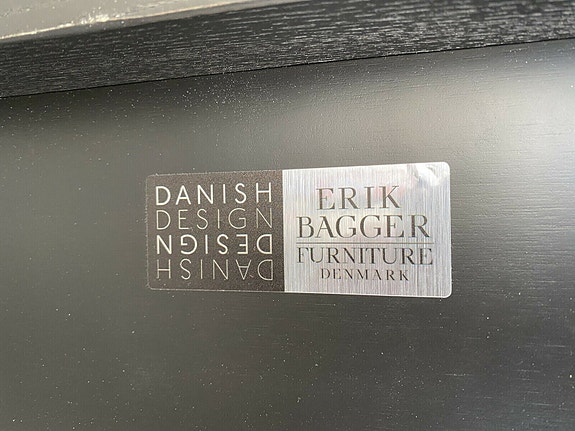 DANISH
DESIGN
DESIGN
DANISH
ERIK
BAGGER
FURNITURE
DENMARK